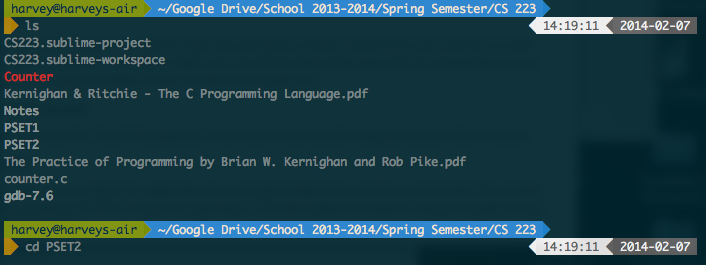 harvey@harveys-air ~/Google Drive/School 2013-2014/Spring Semester/CS 223
ls 14:19:11 2014-02-07
CS223.sublime-project
CS223.sublime-workspace
Counter
Kernighan & Ritchie - The C Programming Language.pdf
Notes
PSET1
PSET2
The Practice of Programming by Brian W. Kernighan and Rob Pike.pdf
counter.c
gdb-7.6
harvey@harveys-air ~/Google Drive/School 2013-2014/Spring Semester/CS 223
cd PSET2 14:19:11 2014-02-07